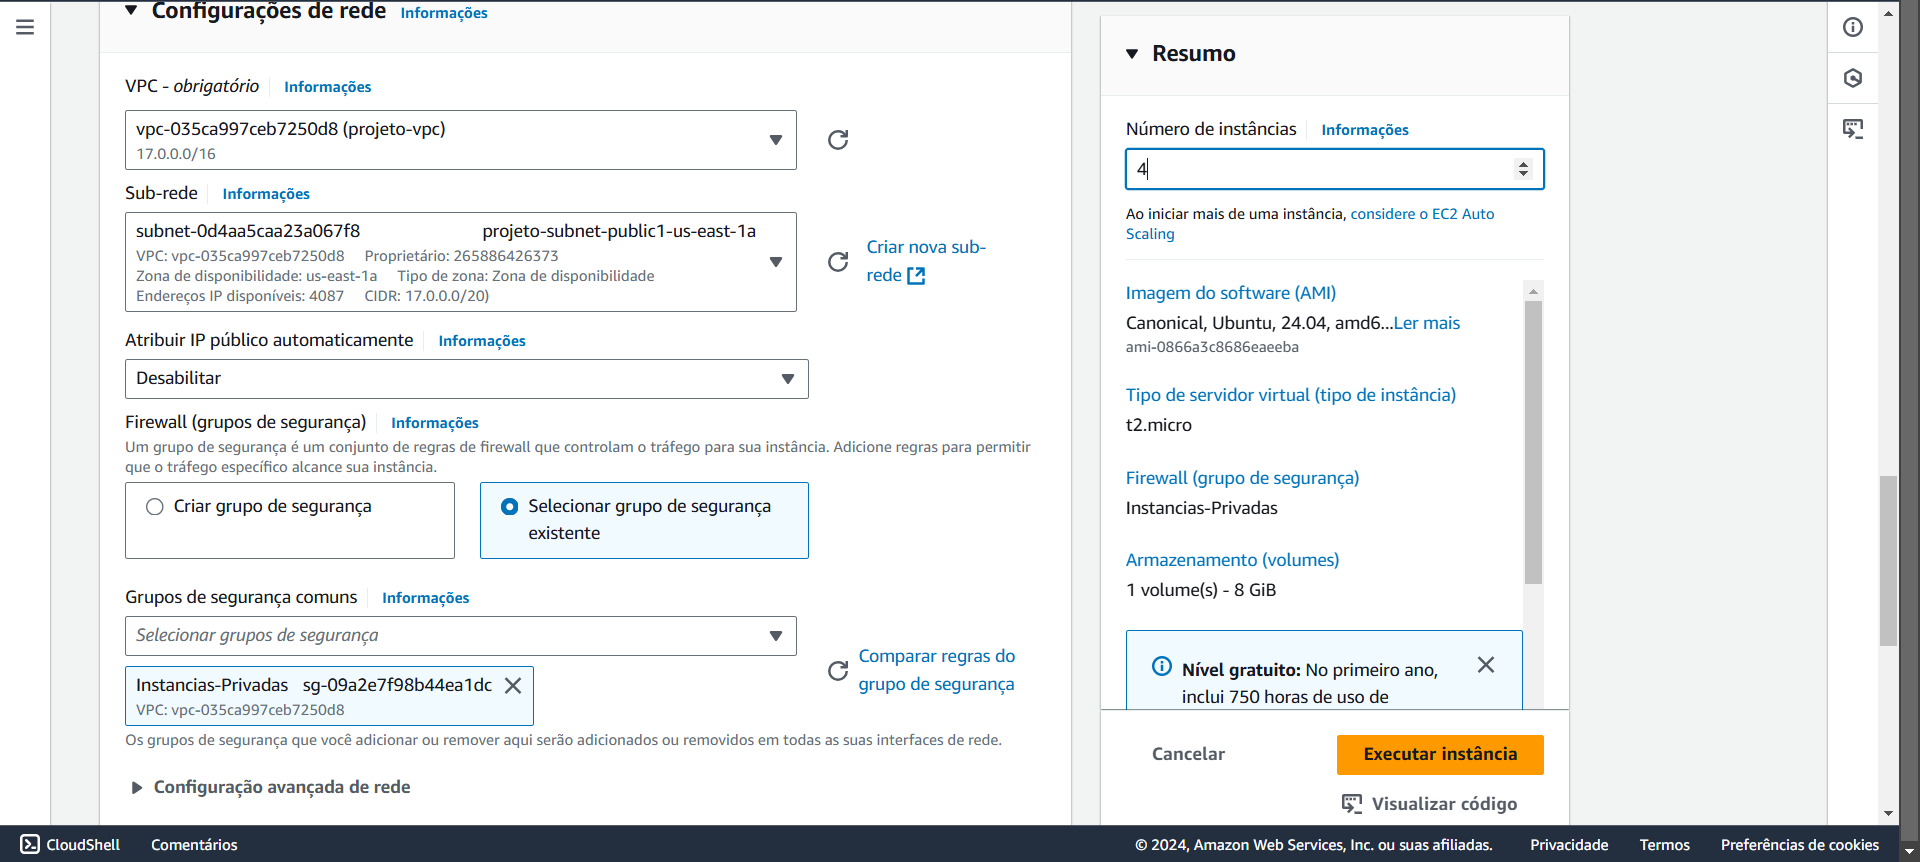 Configurações de rede Informações
VPC - obrigatório Informações
vpc-035ca997ceb7250d8 (projeto-vpc)
17.0.0.0/16
Sub-rede Informações
subnet-0d4aa5caa23a067f8 projeto-subnet-public1-us-east-1a
VPC: vpc-035ca997ceb7250d8 Proprietário: 265886426373
Zona de disponibilidade: us-east-1a Tipo de zona: Zona de disponibilidade
Endereços IP disponíveis: 4087 CIDR: 17.0.0.0/20)
Criar nova sub-
rede
Atribuir IP público automaticamente Informações
Desabilitar
Firewall (grupos de segurança) Informações
Um grupo de segurança é um conjunto de regras de firewall que controlam o tráfego para sua instância. Adicione regras para permitir
que o tráfego específico alcance sua instância.
Criar grupo de segurança
Selecionar grupo de segurança
existente
Grupos de segurança comuns Informações
Selecionar grupos de segurança
Instancias-Privadas sg-09a2e7f98b44ea1dc
VPC: vpc-035ca997ceb7250d8
Comparar regras do
grupo de segurança
Os grupos de segurança que você adicionar ou remover aqui serão adicionados ou removidos em todas as suas interfaces de rede.
Configuração avançada de rede
Resumo
Número de instâncias Informações
4
Ao iniciar mais de uma instância, considere o EC2 Auto
Scaling
Imagem do software (AMI)
Canonical, Ubuntu, 24.04, amd6...Ler mais
ami-0866a3c8686eaeeba
Tipo de servidor virtual (tipo de instância)
t2.micro
Firewall (grupo de segurança)
Instancias-Privadas
Armazenamento (volumes)
1 volume(s) - 8 GiB
Nível gratuito: No primeiro ano,
inclui 750 horas de uso de
Cancelar
Executar instância
Visualizar código
CloudShell Comentários © 2024, Amazon Web Services, Inc. ou suas afiliadas. Privacidade Termos Preferências de cookies